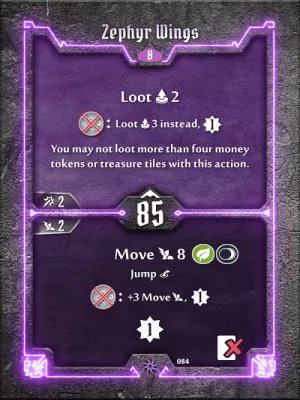 Zephyr Wings
8
Loot 2
: Loot 3 instead, 1
You may not loot more than four money
tokens or treasure tiles with this action.
2
85
2
Move 8
Jump
: +3 Move, 1
1
084